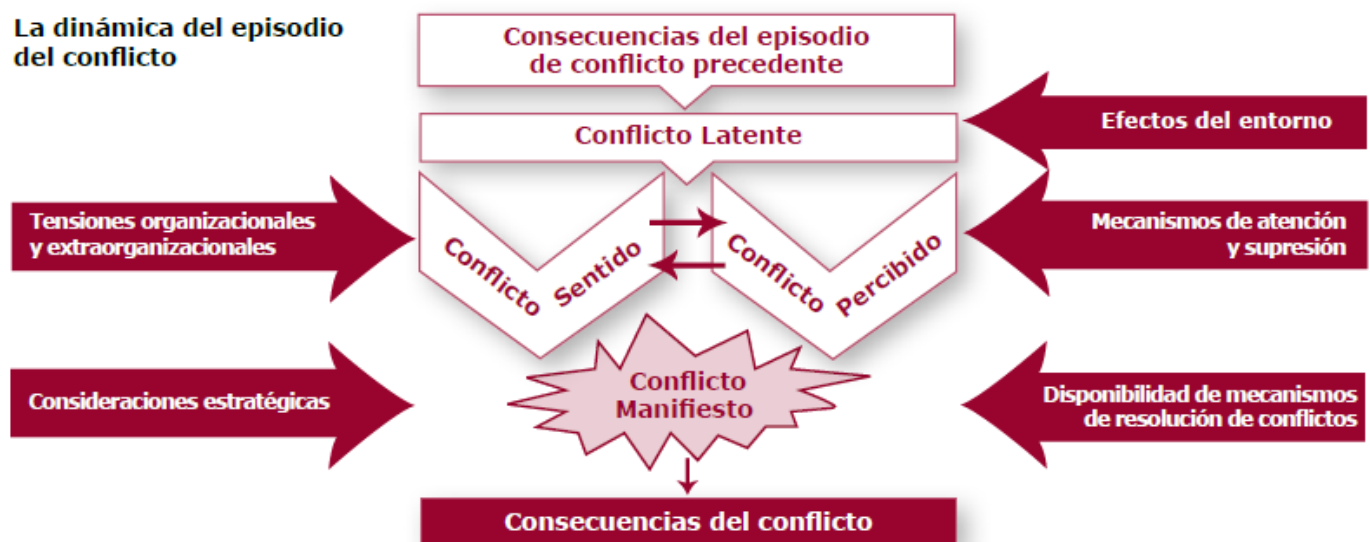 La dinámica del episodio
del conflicto
Consecuencias del episodio
de conflicto precedente
Conflicto Latente
Efectos del entorno
Tensiones organizacionales
y extraorganizacionales
Conflicto Sentido
Conflicto Percibido
Mecanismos de atención
y supresión
Consideraciones estratégicas
Conflicto
Manifiesto
Disponibilidad de mecanismos
de resolución de conflictos
Consecuencias del conflicto